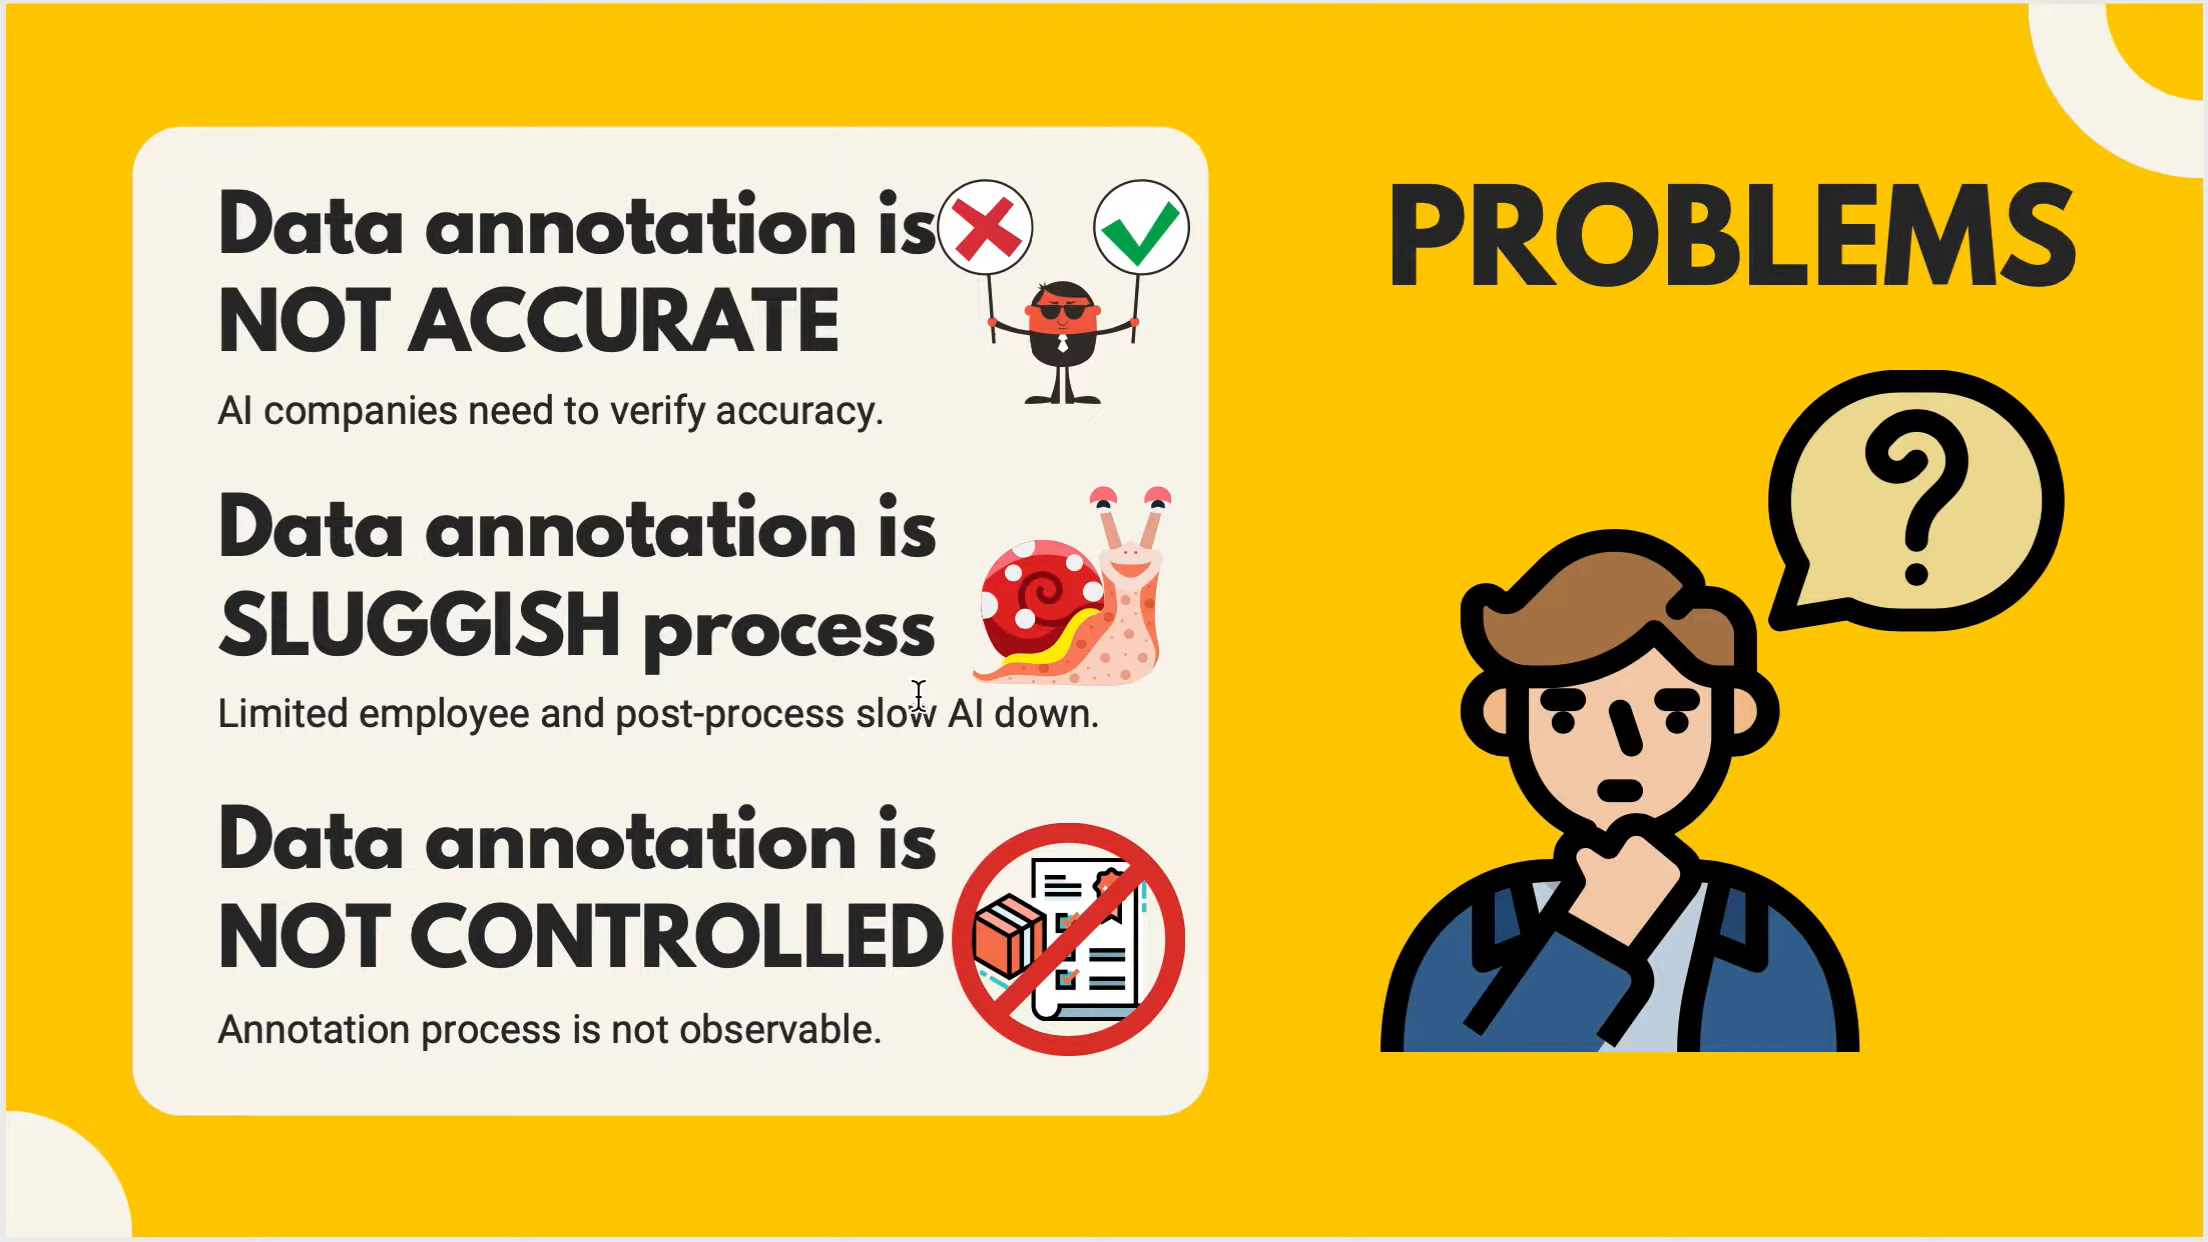 Data annotation is
NOT ACCURATE
AI companies need to verify accuracy.
Data annotation is
SLUGGISH process
Limited employee and post-process slow AI down.
Data annotation is
NOT CONTROLLED
Annotation process is not observable.
PROBLEMS
?